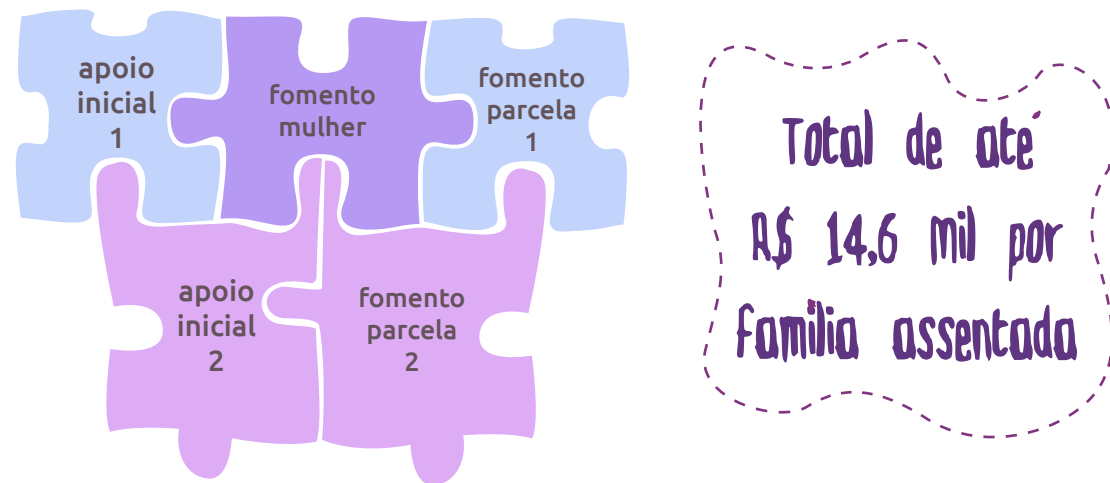 apoio
inicial
1
fomento
mulher
fomento
parcela
1
apoio
inicial
2
fomento
parcela
2
Total de até
R$ 14,6 mil por
família assentada